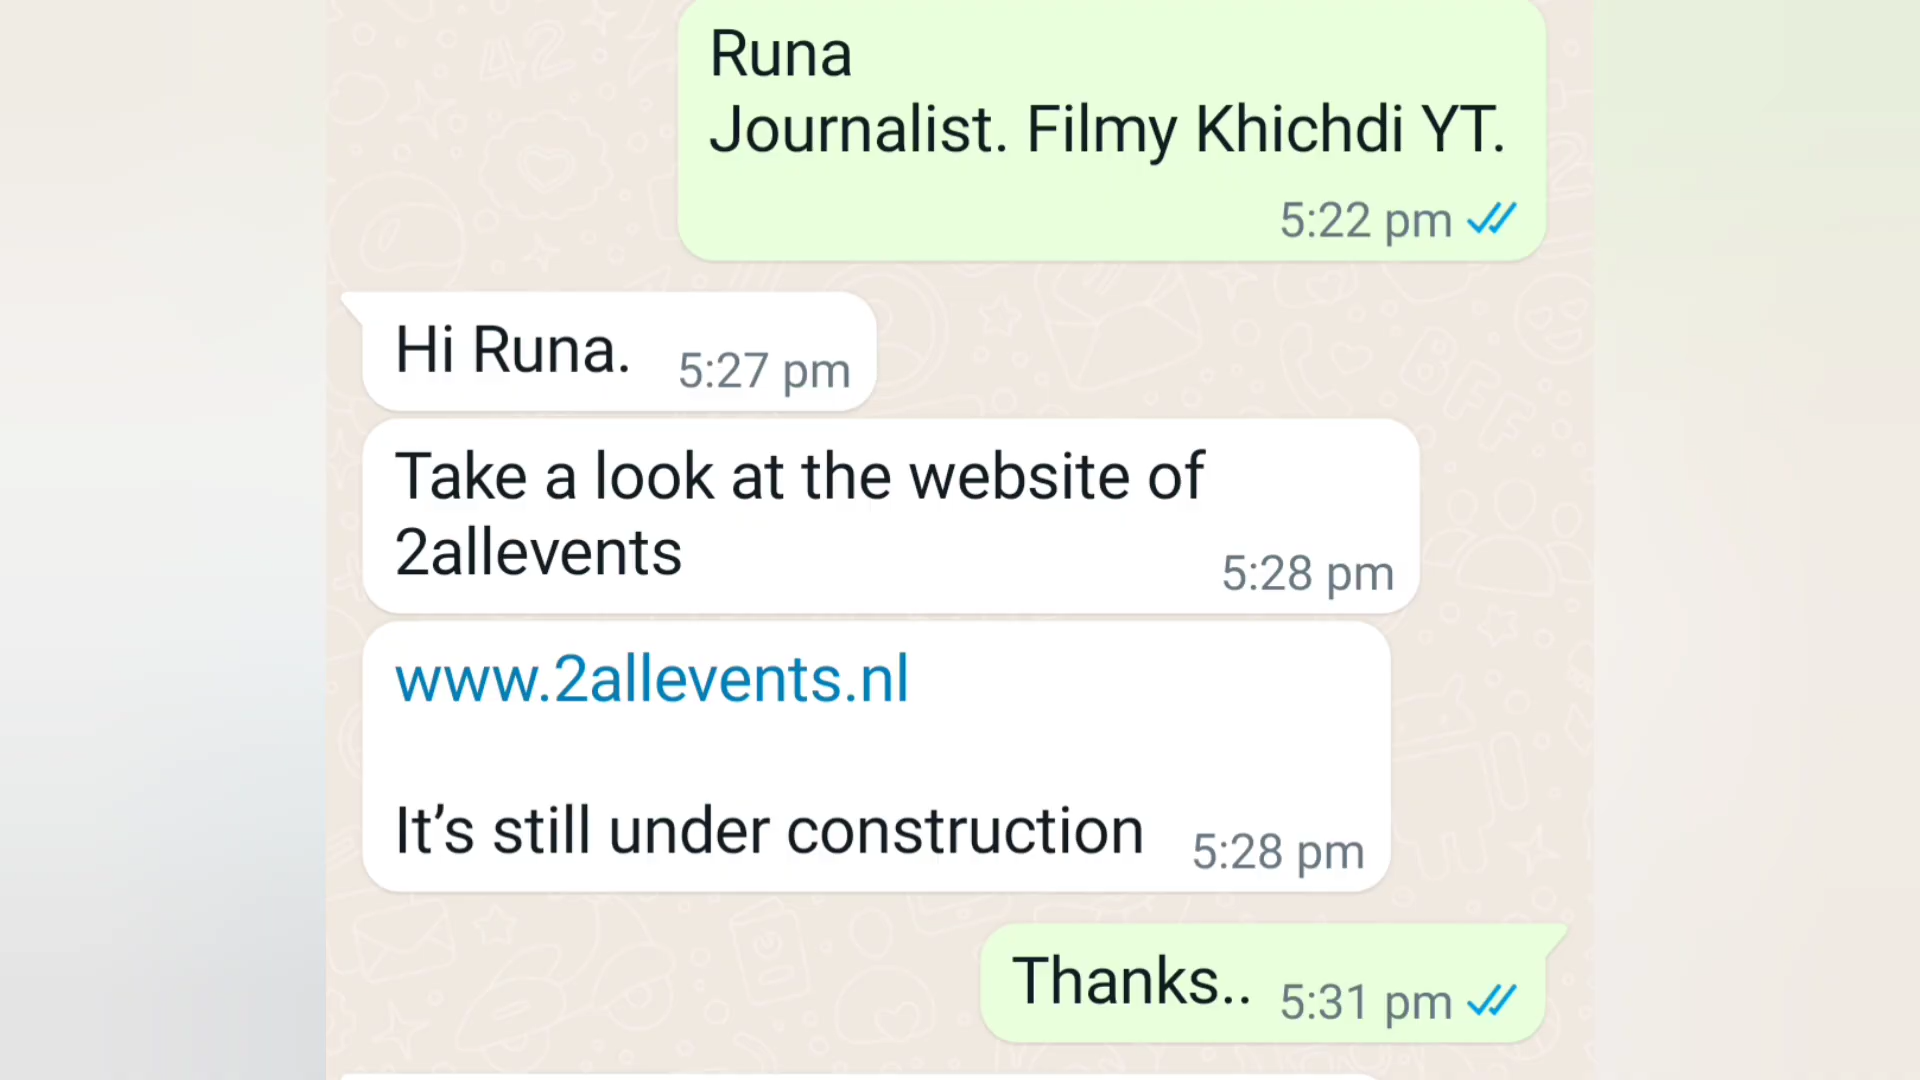 Runa
Journalist. Filmy Khichdi YT.
5:22 pm
Hi Runa.
5:27 pm
Take a look at the website of
2allevents
5:28 pm
www.2allevents.nl
It’s still under construction
5:28 pm
Thanks..
5:31 pm